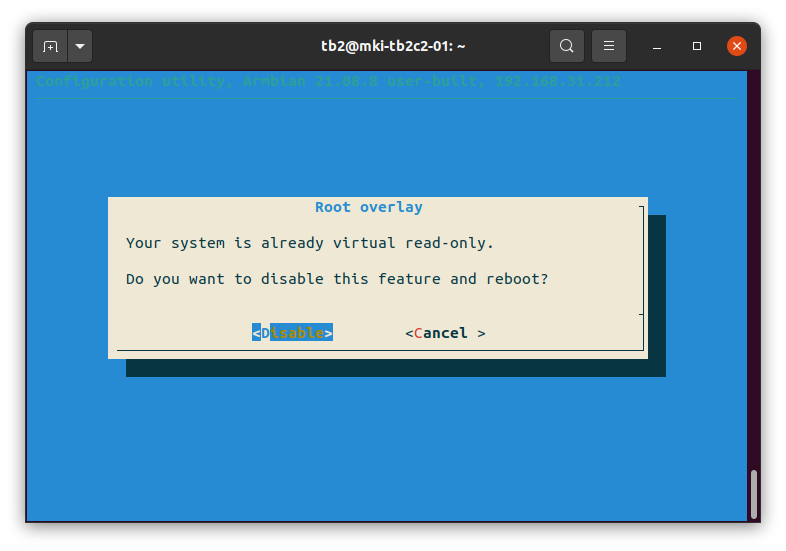 tb2@mki-tb2c2-01: ~
Configuration utility, Armbian 21.08.8 user-built, 192.168.31.212
Root overlay
Your system is already virtual read-only.
Do you want to disable this feature and reboot?
<Disable> <Cancel >